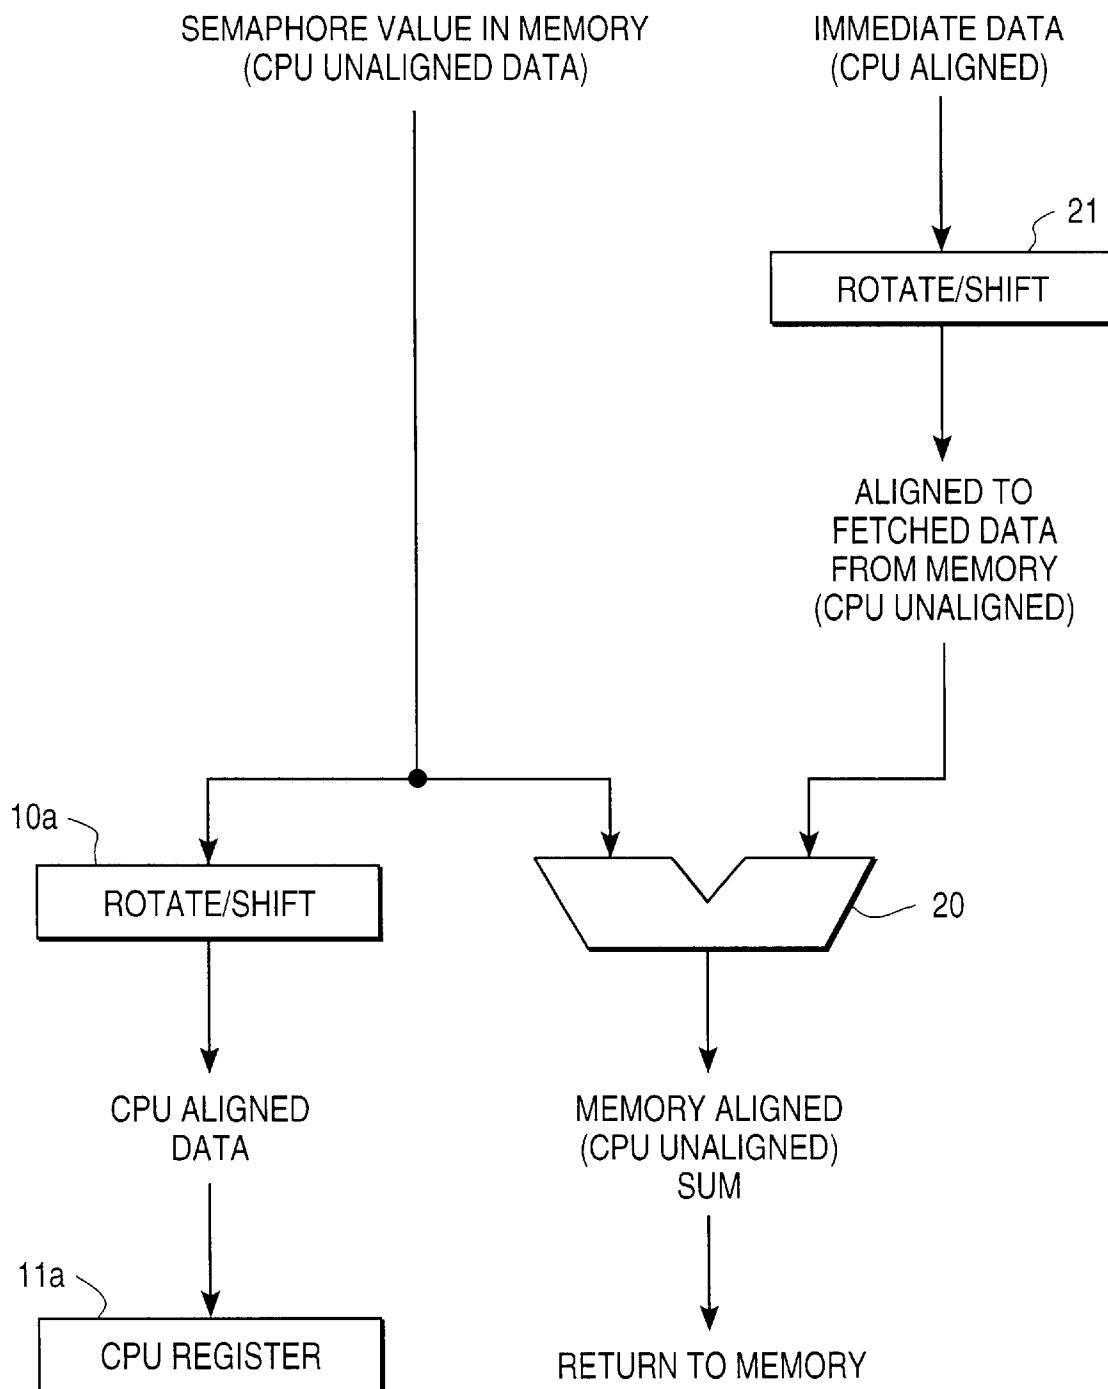 SEMAPHORE VALUE IN MEMORY
(CPU UNALIGNED DATA)
IMMEDIATE DATA
(CPU ALIGNED)
21
ROTATE/SHIFT
ALIGNED TO
FETCHED DATA
FROM MEMORY
(CPU UNALIGNED)
10a
ROTATE/SHIFT
20
CPU ALIGNED
DATA
MEMORY ALIGNED
(CPU UNALIGNED)
SUM
11a
CPU REGISTER
RETURN TO MEMORY